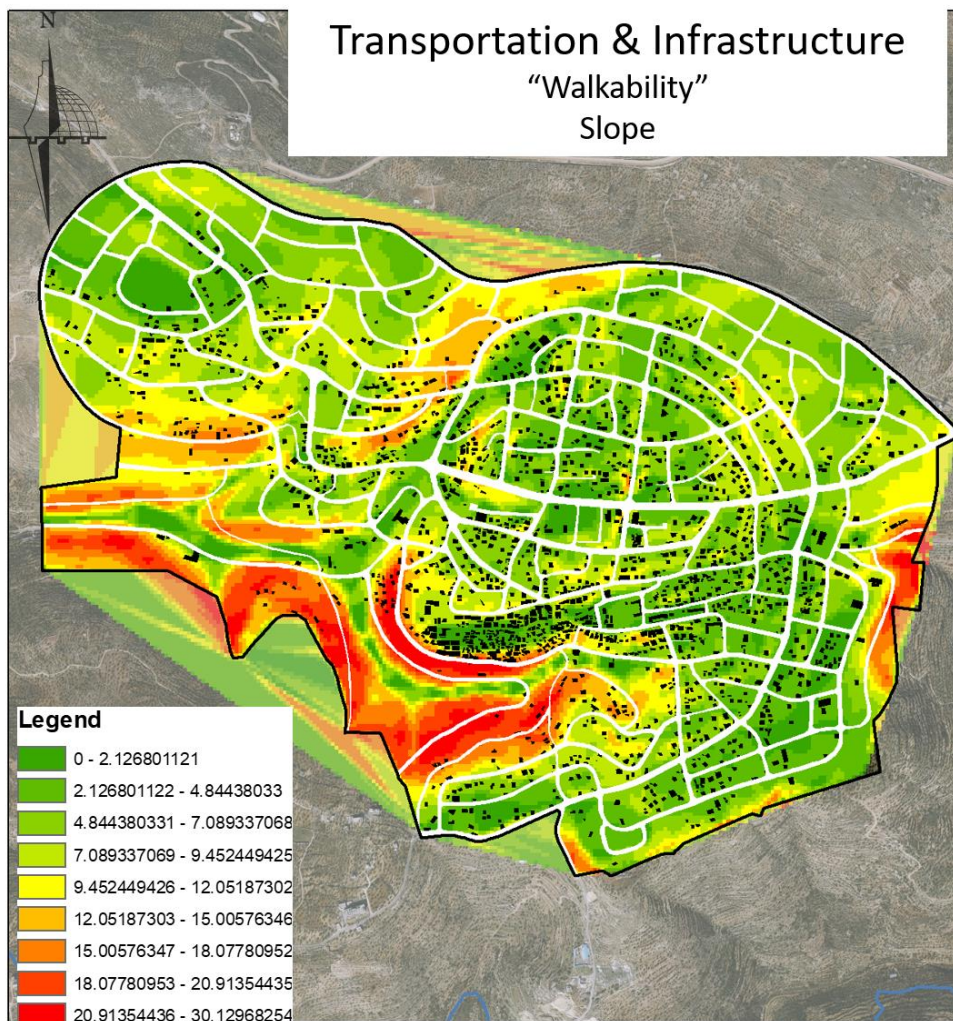 N
Transportation & Infrastructure
“Walkability”
Slope
Legend
0 - 2.126801121
2.126801122 - 4.84438033
4.844380331 - 7.089337068
7.089337069 - 9.452449425
9.452449426 - 12.05187302
12.05187303 - 15.00576346
15.00576347 - 18.07780952
18.07780953 - 20.91354435
20.91354436 - 30.12968254